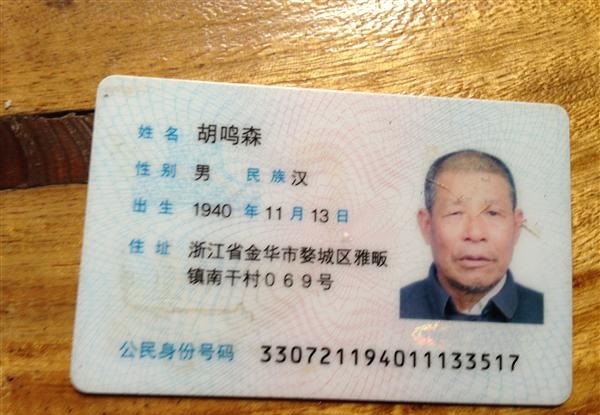 姓名 胡鸣森
性别 男 民族 汉
出生 1940 年 11 月 13 日
住址 浙江省金华市婺城区雅畈
镇南干村069号
公民身份号码 330721194011133517